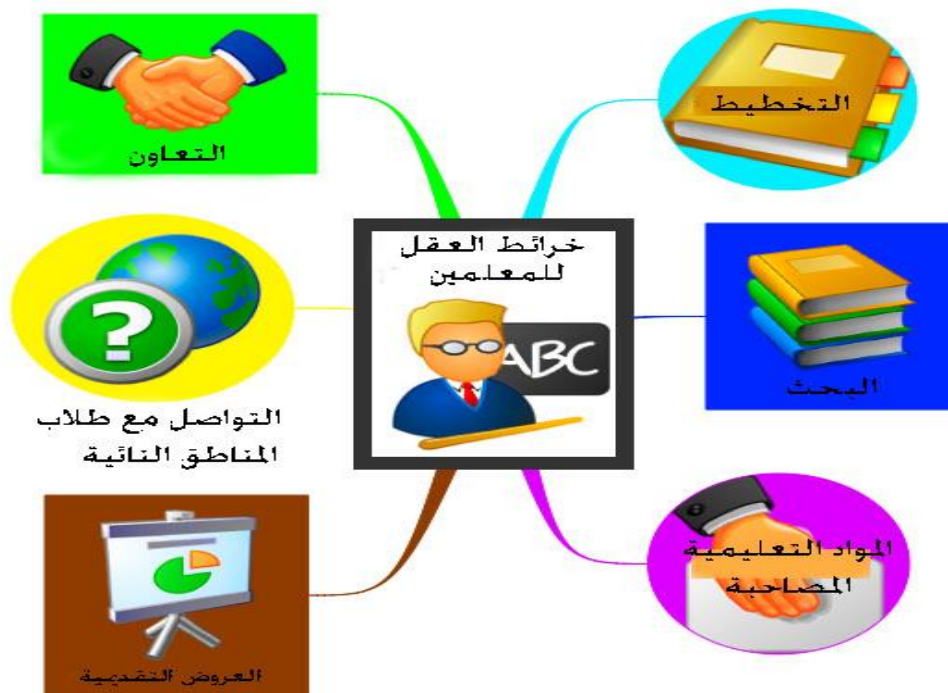 خرائط العقل
للمعلمين
ABC
التخطيط
البحث
المواد التعليمية
المصاحبة
التعاون
?
التواصل مع طلاب
المناطق النائية
العروض التقديمية